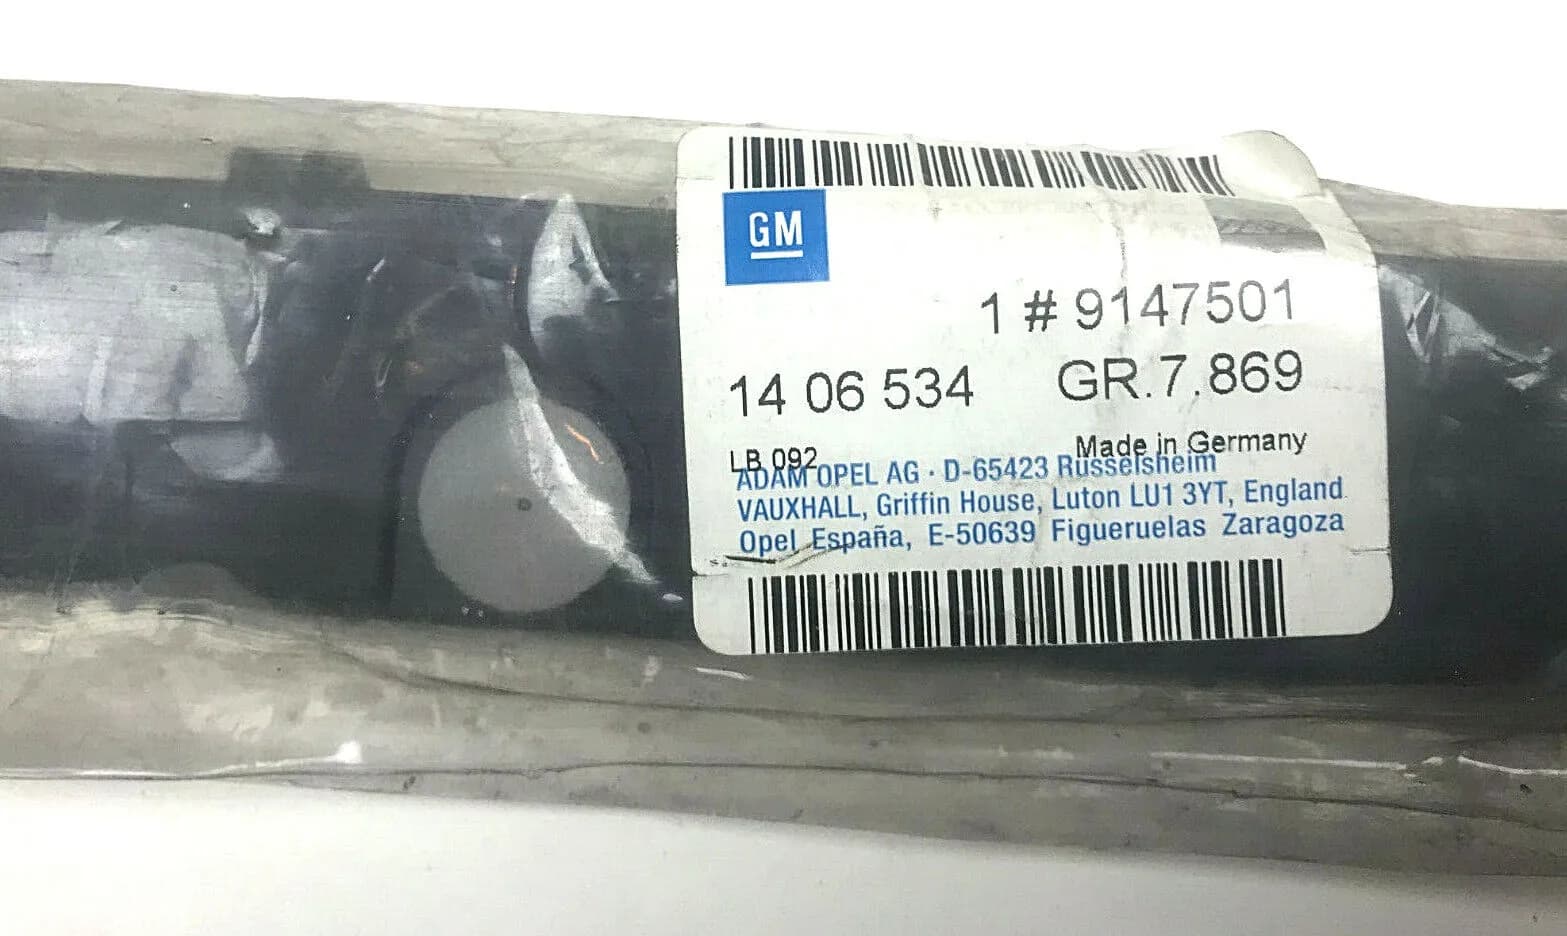 GM
1 # 9147501
14 06 534 GR.7.869
LB 092 Made in Germany
ADAM OPEL AG · D-65423 Rüsselsheim
VAUXHALL, Griffin House, Luton LU1 3YT, England
Opel España, E-50639 Figueruelas Zaragoza